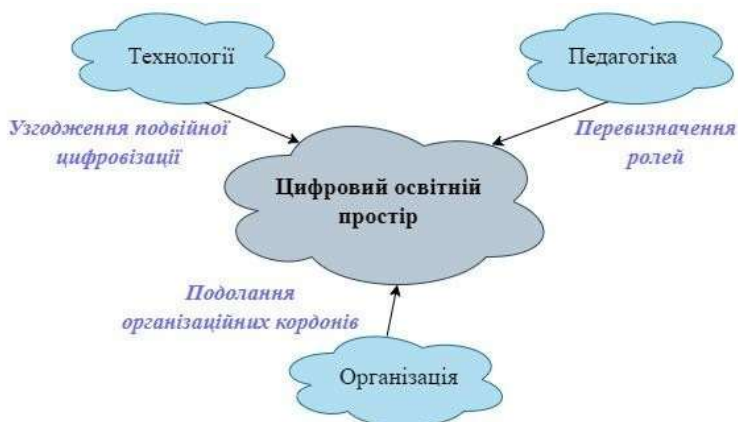 Технології
Педагогіка
Узгодження подвійної
цифровізації
Перевизначення
ролей
Цифровий освітній
простір
Подолання
організаційних кордонів
Організація